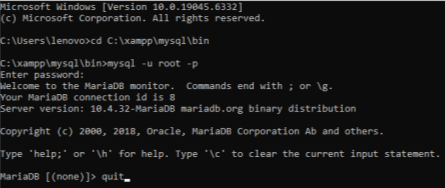 Microsoft Windows [Version 10.0.19045.6332]
(c) Microsoft Corporation. All rights reserved.
C:\Users\lenovo>cd C:\xampp\mysql\bin
C:\xampp\mysql\bin>mysql -u root -p
Enter password:
Welcome to the MariaDB monitor.  Commands end with ; or \g.
Your MariaDB connection id is 8
Server version: 10.4.32-MariaDB mariadb.org binary distribution
Copyright (c) 2000, 2018, Oracle, MariaDB Corporation Ab and others.
Type 'help;' or '\h' for help. Type '\c' to clear the current input statement.
MariaDB [(none)]> quit